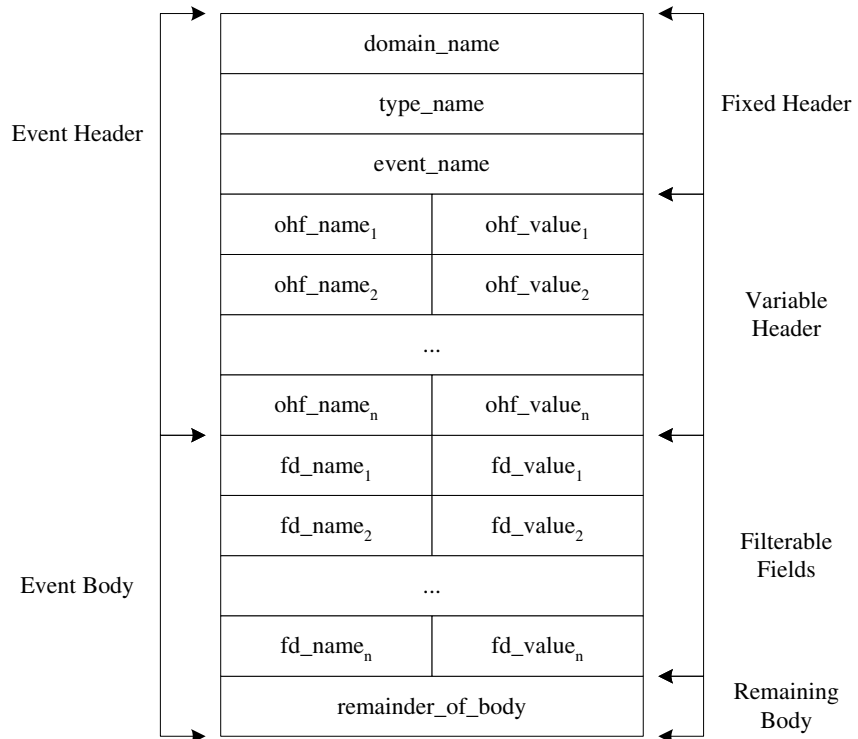 domain_name
type_name
Event Header
Fixed Header
event_name
ohf_name₁ ohf_value₁
ohf_name₂ ohf_value₂
Variable
Header
...
ohf_nameₙ ohf_valueₙ
fd_name₁ fd_value₁
fd_name₂ fd_value₂
Filterable
Fields
Event Body
...
fd_nameₙ fd_valueₙ
remainder_of_body
Remaining
Body